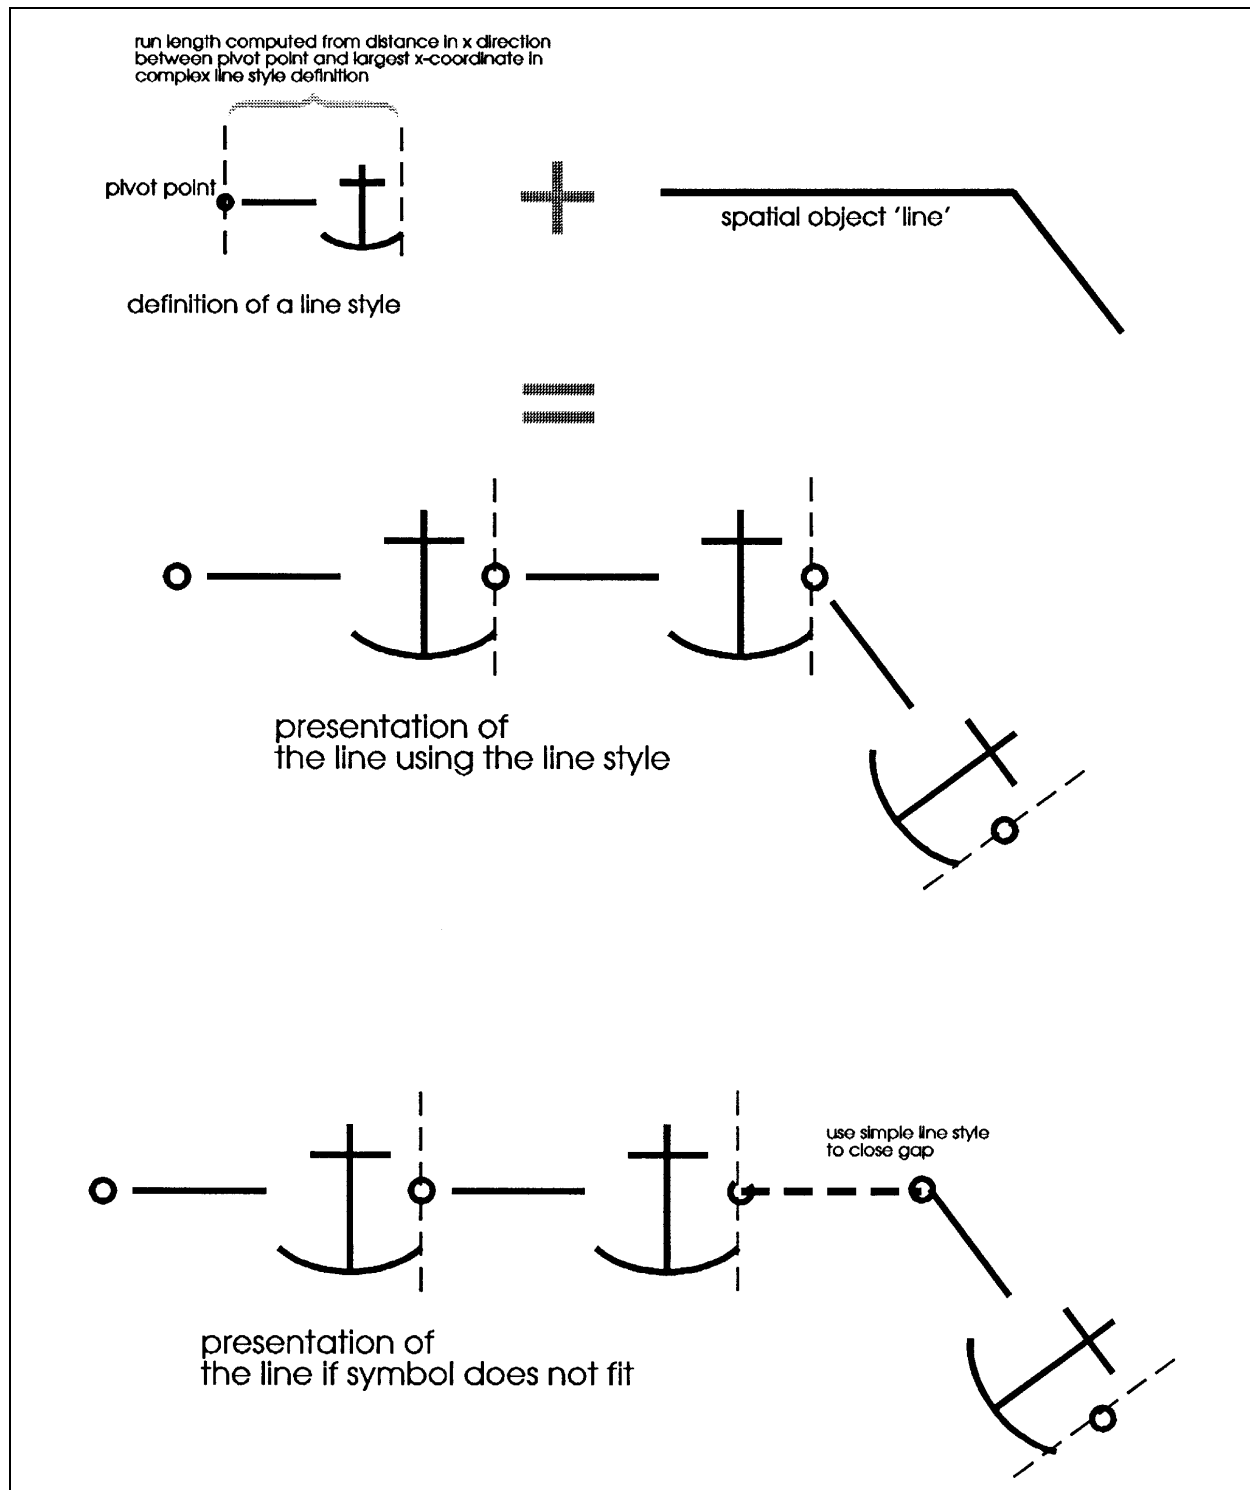 run length computed from distance in x direction
between pivot point and largest x-coordinate in
complex line style definition
pivot point
spatial object 'line'
definition of a line style
presentation of
the line using the line style
use simple line style
to close gap
presentation of
the line if symbol does not fit